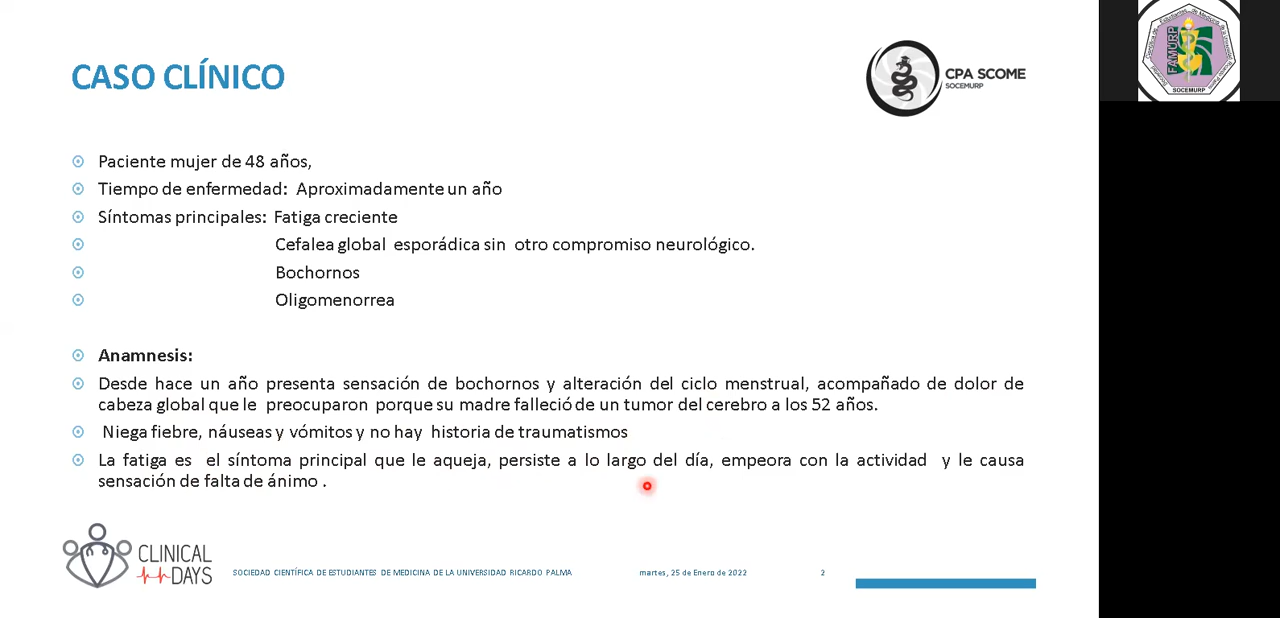 CASO CLÍNICO
CPA SCOME
SOCEMURP
Paciente mujer de 48 años,
Tiempo de enfermedad: Aproximadamente un año
Síntomas principales: Fatiga creciente
Cefalea global esporádica sin otro compromiso neurológico.
Bochornos
Oligomenorrea
Anamnesis:
Desde hace un año presenta sensación de bochornos y alteración del ciclo menstrual, acompañado de dolor de
cabeza global que le preocuparon porque su madre falleció de un tumor del cerebro a los 52 años.
Niega fiebre, náuseas y vómitos y no hay historia de traumatismos
La fatiga es el síntoma principal que le aqueja, persiste a lo largo del día, empeora con la actividad y le causa
sensación de falta de ánimo .
CLINICAL
DAYS
SOCIEDAD CIENTÍFICA DE ESTUDIANTES DE MEDICINA DE LA UNIVERSIDAD RICARDO PALMA
martes, 25 de Enero de 2022
2
FAMURP
SOCEMURP